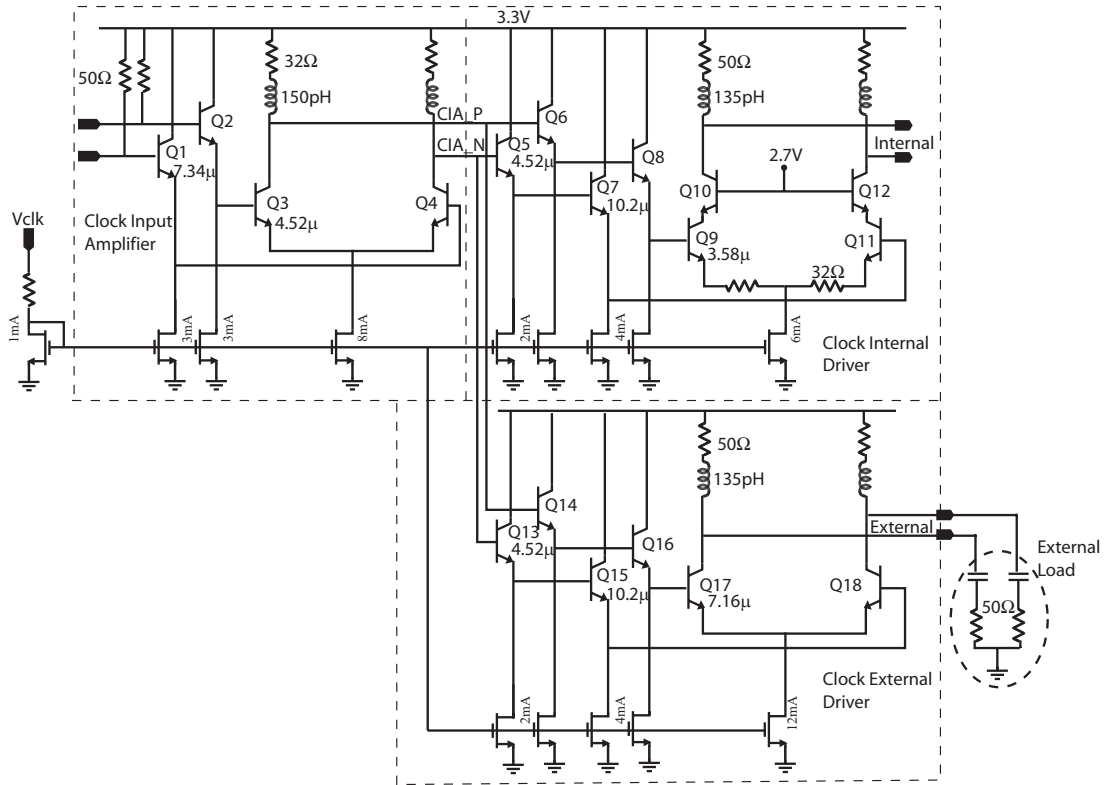 3.3V
50Ω
32Ω
150pH
50Ω
135pH
Q2
CIA_P
Q6
Q1
7.34µ
CIA_N
Q5
4.52µ
Q8
Internal
2.7V
Q7
10.2µ
Q10
Q12
Vclk
Clock Input
Amplifier
Q3
4.52µ
Q4
Q9
3.58µ
Q11
32Ω
1mA
3mA
3mA
8mA
2mA
4mA
6mA
Clock Internal
Driver
50Ω
135pH
Q14
Q13
4.52µ
Q16
External
External
Load
Q15
10.2µ
Q17
7.16µ
Q18
50Ω
Clock External
Driver
2mA
4mA
12mA